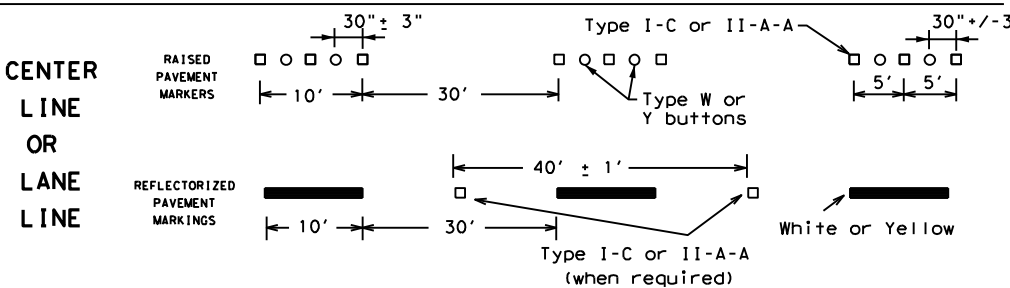 30"± 3"
Type I-C or II-A-A
30"+/-3
CENTER
LINE
OR
LANE
LINE
RAISED
PAVEMENT
MARKERS
10'
30'
Type W or
Y buttons
5'
5'
40' ± 1'
REFLECTORIZED
PAVEMENT
MARKINGS
10'
30'
Type I-C or II-A-A
(when required)
White or Yellow